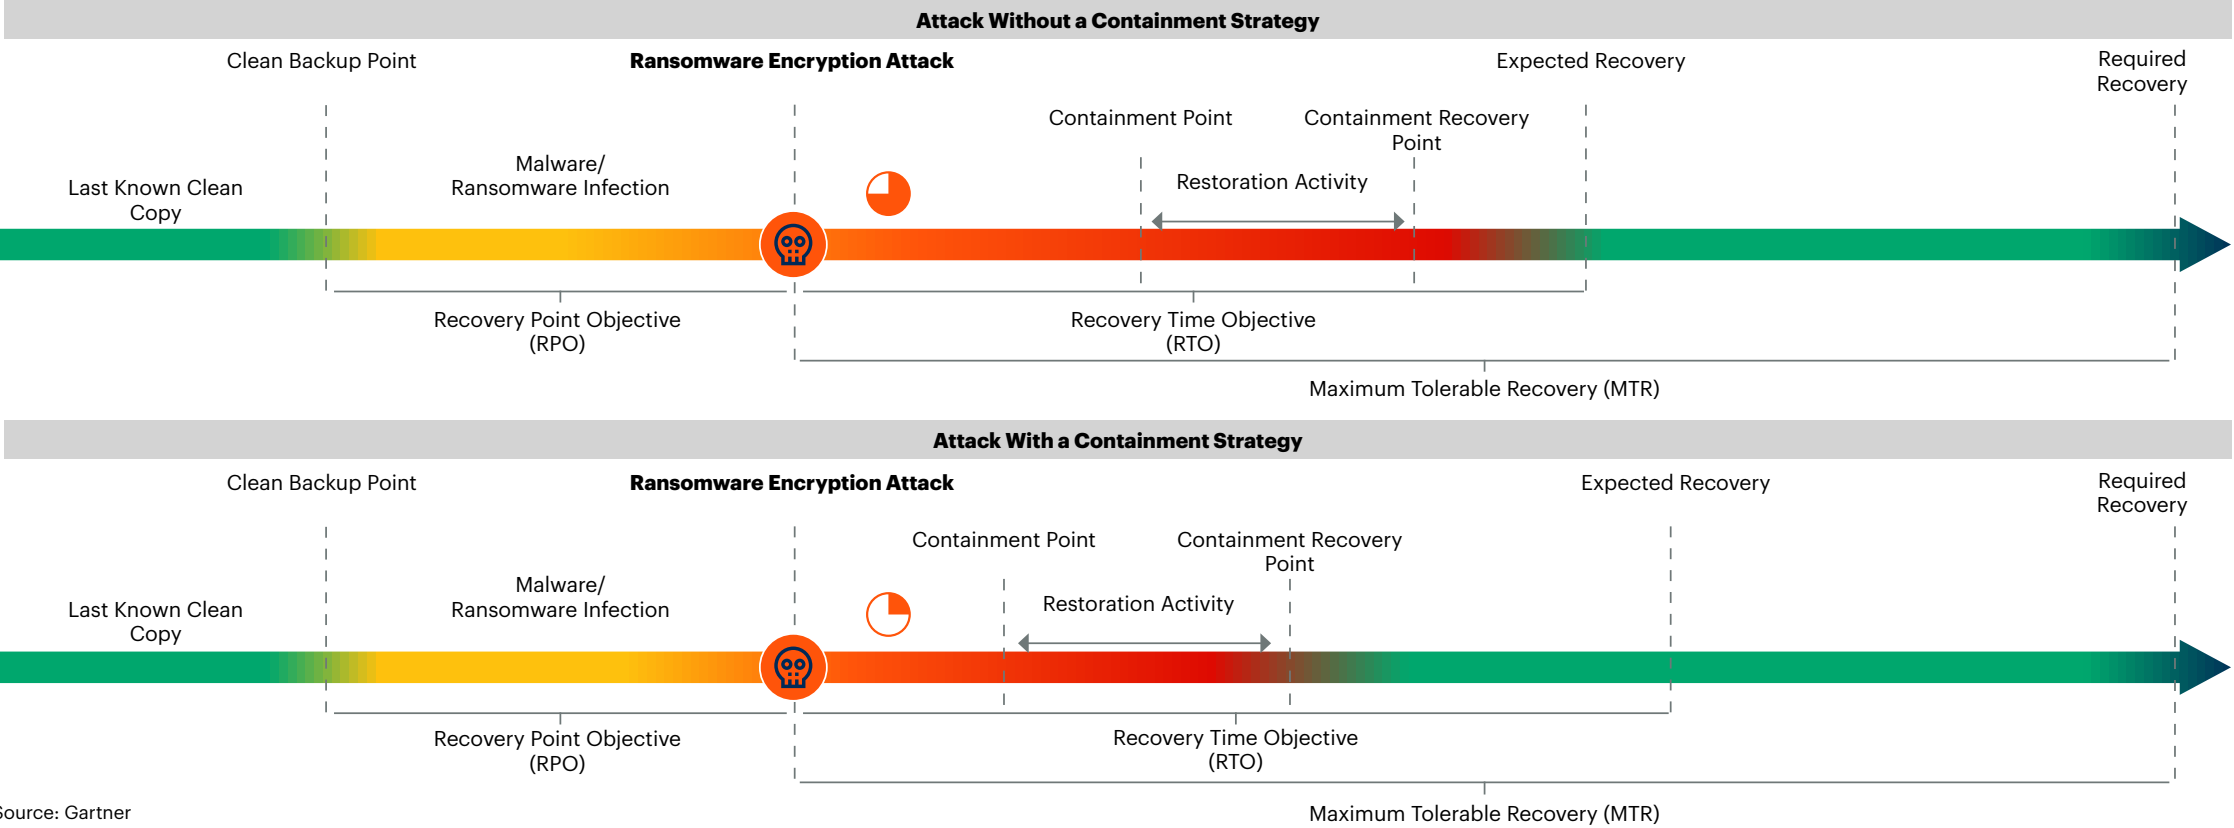 Attack Without a Containment Strategy
Clean Backup Point
Ransomware Encryption Attack
Expected Recovery
Required
Recovery
Containment Point
Containment Recovery
Point
Malware/
Ransomware Infection
Restoration Activity
Last Known Clean
Copy
Recovery Point Objective
(RPO)
Recovery Time Objective
(RTO)
Maximum Tolerable Recovery (MTR)
Attack With a Containment Strategy
Clean Backup Point
Ransomware Encryption Attack
Expected Recovery
Required
Recovery
Containment Point
Containment Recovery
Point
Malware/
Ransomware Infection
Restoration Activity
Last Known Clean
Copy
Recovery Point Objective
(RPO)
Recovery Time Objective
(RTO)
Maximum Tolerable Recovery (MTR)
Source: Gartner